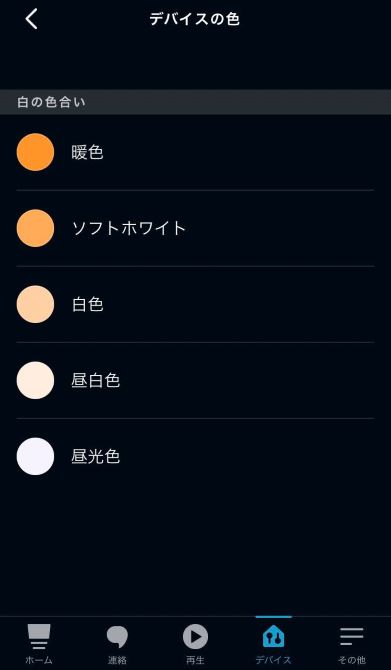 デバイスの色
白の色合い
暖色
ソフトホワイト
白色
昼白色
昼光色
ホーム 連絡 再生 デバイス その他